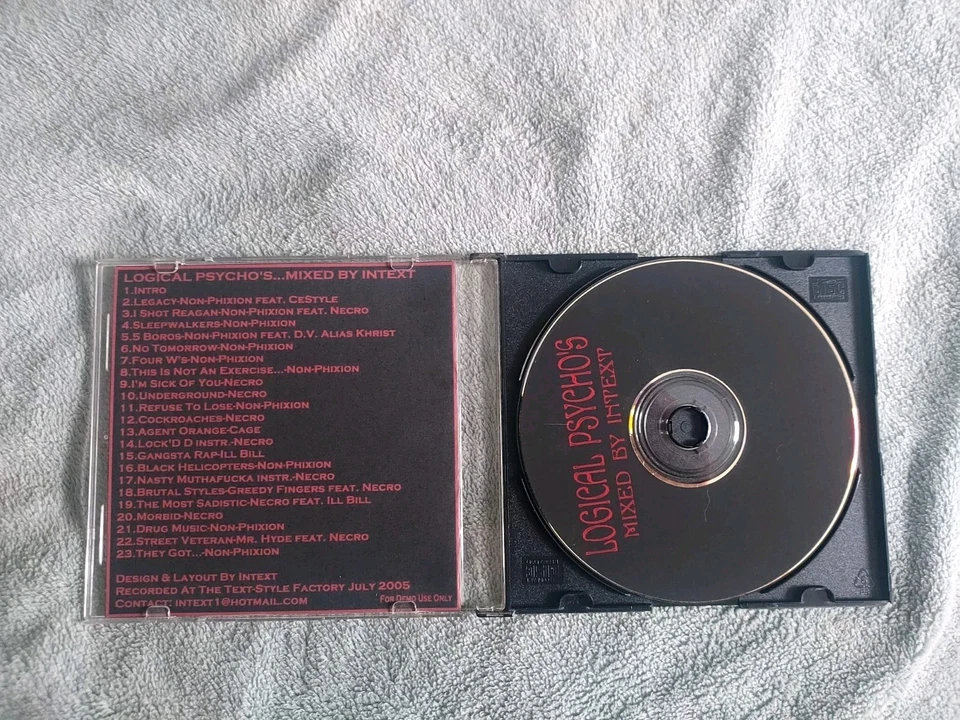 LOGICAL PSYCHO'S...MIXED BY INTEXT
1.INTRO
2.LEGACY-NON-PHIXION FEAT. CESTYLE
3.I SHOT REAGAN-NON-PHIXION FEAT. NECRO
4.SLEEPWALKERS-NON-PHIXION
5.5 BOROS-NON-PHIXION FEAT. D.V. ALIAS KHRIST
6.NO TOMORROW-NON-PHIXION
7.FOUR W'S-NON-PHIXION
8.THIS IS NOT AN EXERCISE...-NON-PHIXION
9.I'M SICK OF YOU-NECRO
10.UNDERGROUND-NECRO
11.REFUSE TO LOSE-NON-PHIXION
12.COCKROACHES-NECRO
13.AGENT ORANGE-CAGE
14.LOCK'D D INSTR.-NECRO
15.GANGSTA RAP-ILL BILL
16.BLACK HELICOPTERS-NON-PHIXION
17.NASTY MUTHAFUCKA INSTR.-NECRO
18.BRUTAL STYLES-GREEDY FINGERS FEAT. NECRO
19.THE MOST SADISTIC-NECRO FEAT. ILL BILL
20.MORBID-NECRO
21.DRUG MUSIC-NON-PHIXION
22.STREET VETERAN-MR. HYDE FEAT. NECRO
23.THEY GOT...-NON-PHIXION
DESIGN & LAYOUT BY INTEXT
RECORDED AT THE TEXT-STYLE FACTORY JULY 2005
CONTACT: INTEXT1@HOTMAIL.COM
FOR DEMO USE ONLY
LOGICAL PSYCHO'S
MIXED BY INTEXT